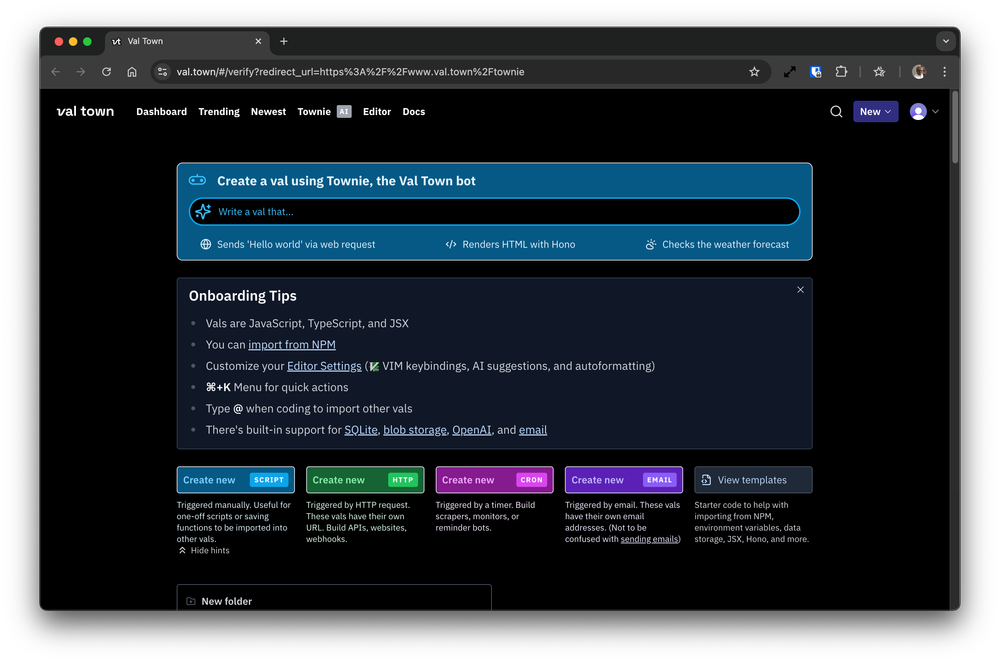 vt Val Town
val.town/#/verify?redirect_url=https%3A%2F%2Fwww.val.town%2Ftownie
val town Dashboard Trending Newest Townie AI Editor Docs New
Create a val using Townie, the Val Town bot
Write a val that...
Sends 'Hello world' via web request Renders HTML with Hono Checks the weather forecast
Onboarding Tips
Vals are JavaScript, TypeScript, and JSX
You can import from NPM
Customize your Editor Settings ( VIM keybindings, AI suggestions, and autoformatting)
⌘+K Menu for quick actions
Type @ when coding to import other vals
There's built-in support for SQLite, blob storage, OpenAI, and email
Create new SCRIPT
Triggered manually. Useful for
one-off scripts or saving
functions to be imported into
other vals.
Hide hints
Create new HTTP
Triggered by HTTP request.
These vals have their own
URL. Build APIs, websites,
webhooks.
Create new CRON
Triggered by a timer. Build
scrapers, monitors, or
reminder bots.
Create new EMAIL
Triggered by email. These vals
have their own email
addresses. (Not to be
confused with sending emails)
View templates
Starter code to help with
importing from NPM,
environment variables, data
storage, JSX, Hono, and more.
New folder